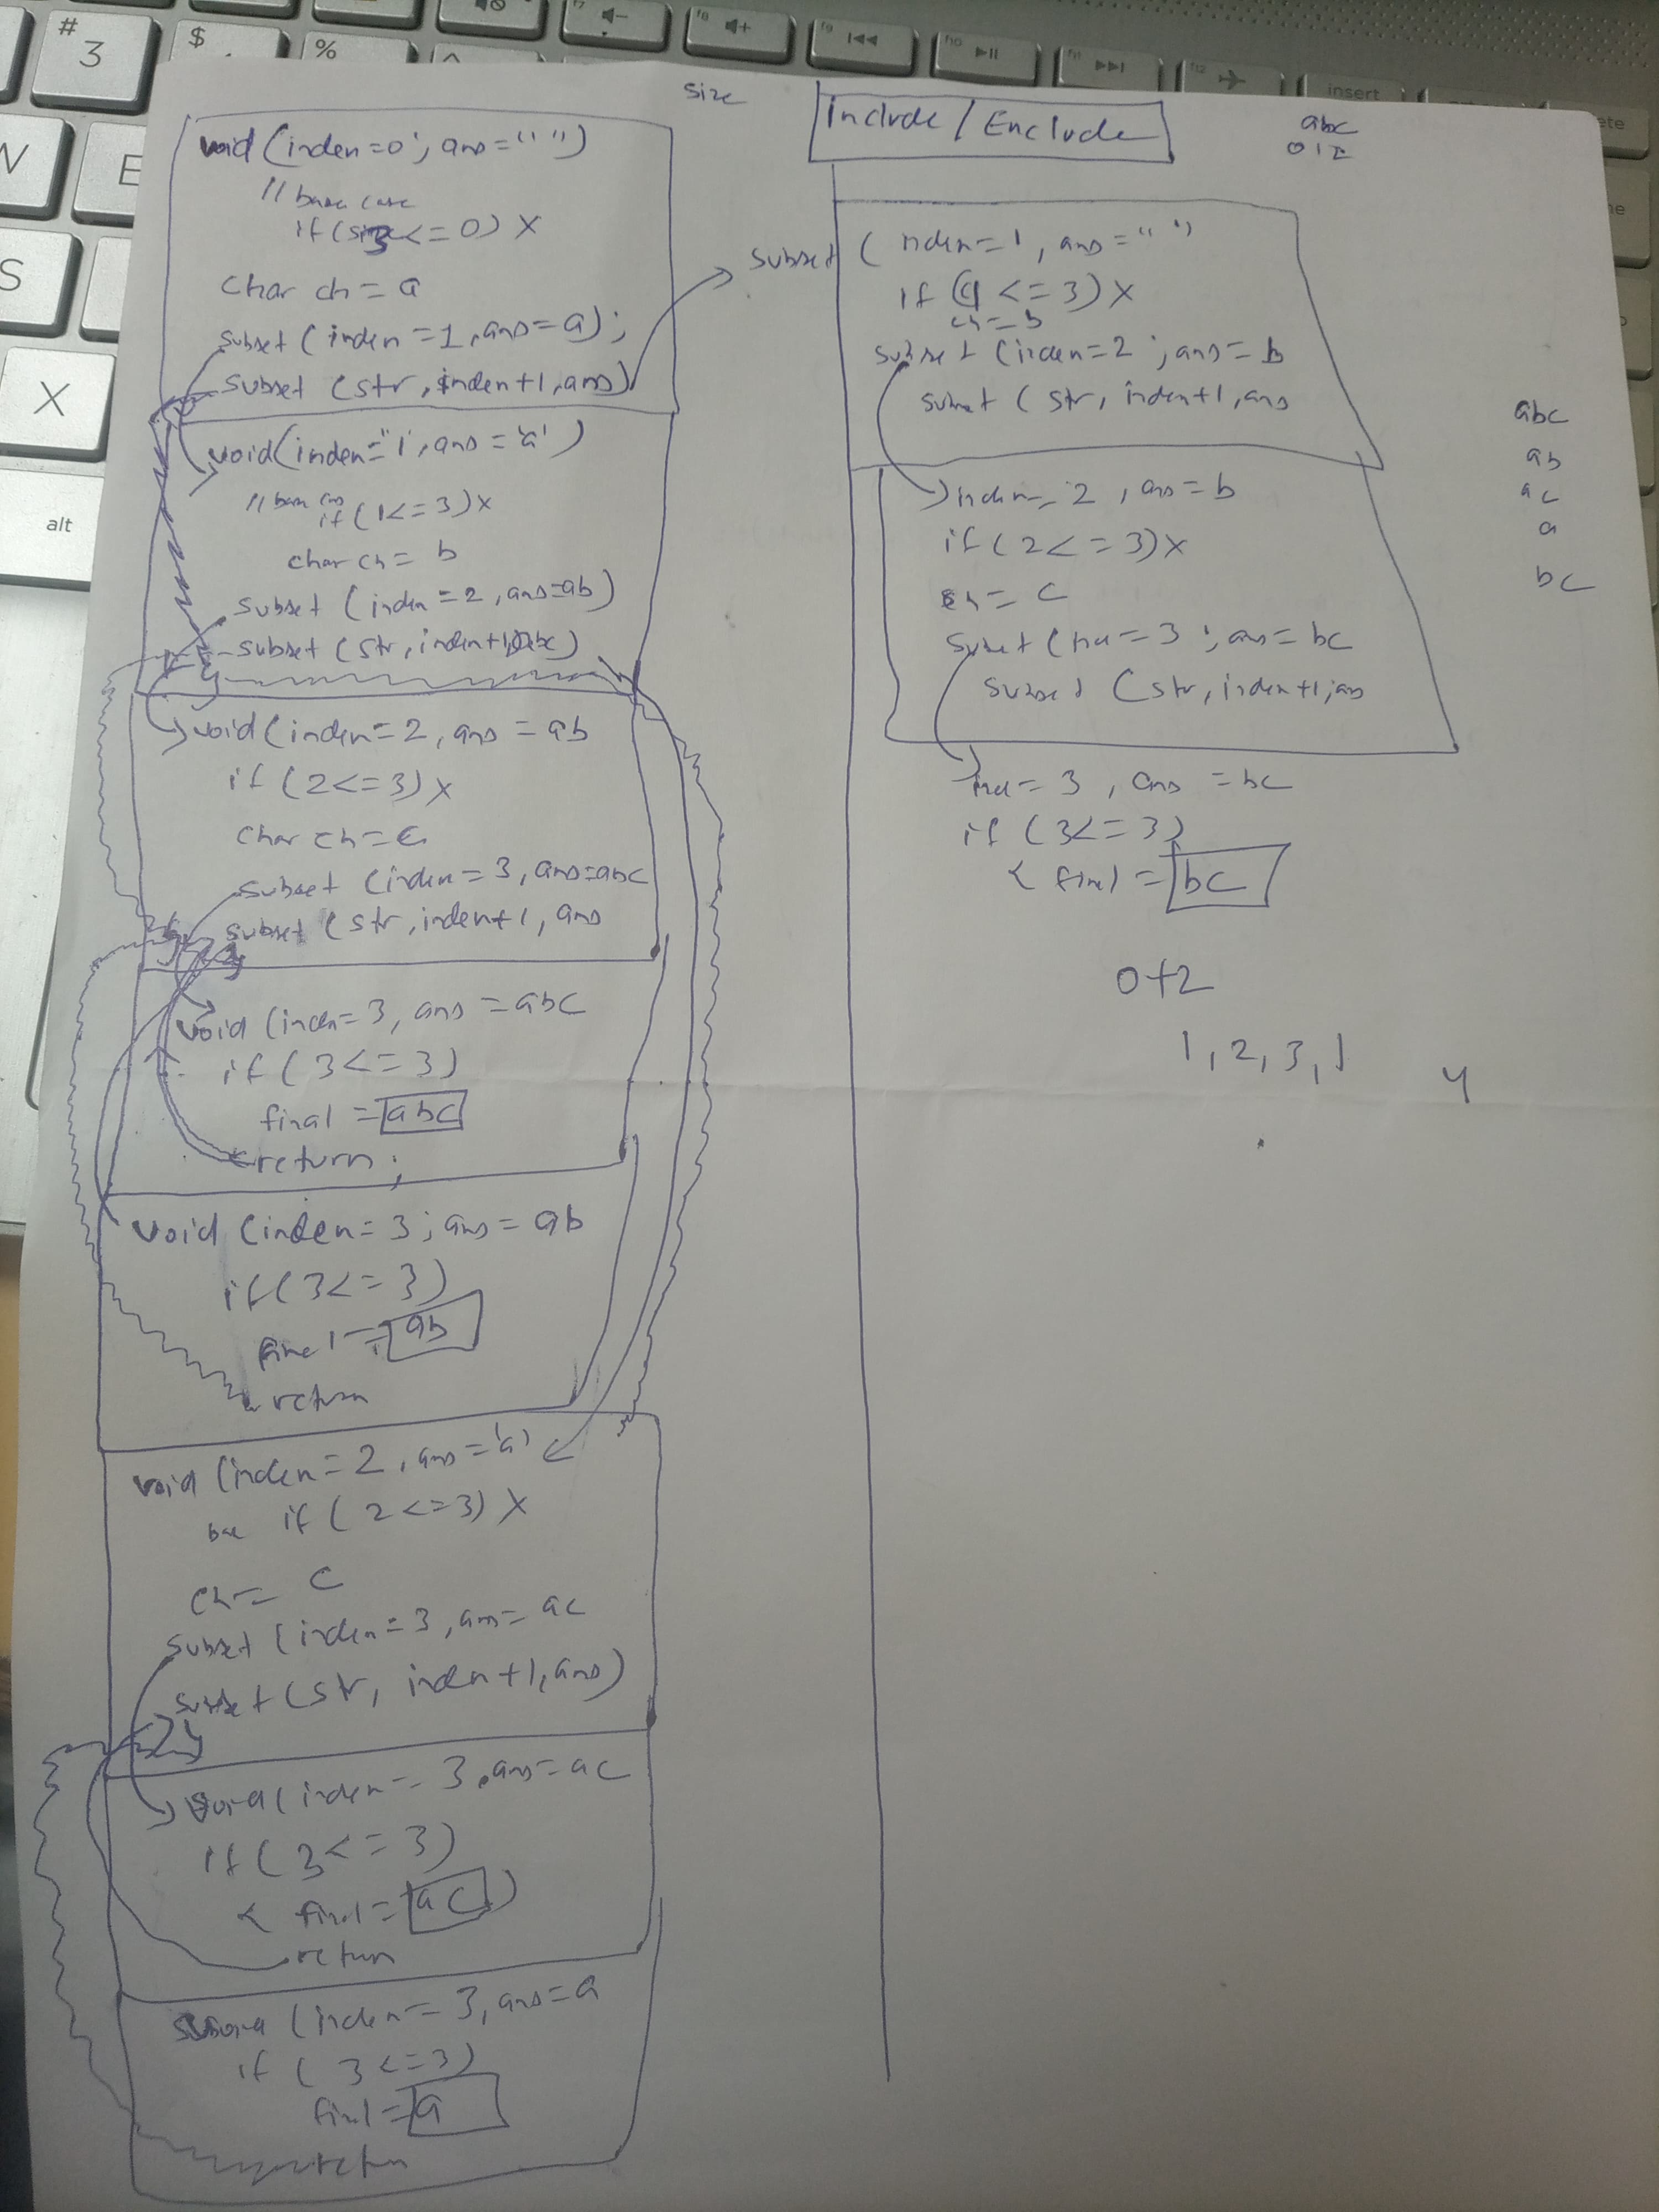 size
Include / Exclude
abc
0 1 2
void (index=0; ans=" ")
// base case
if (3 <= 0) X
char ch = a
subset (index = 1, ans = a);
subset (str, index+1, ans)
void (index="1", ans = 'a')
// base
if (1<=3) X
char ch = b
subset (index = 2, ans=ab)
subset (str, index+1,
void (index=2, ans = ab
if (2<=3) X
char ch = c
subset (index = 3, ans=abc
subset (str, index+1, ans
void (index=3, ans = abc
if (3<=3)
final = abc
return;
void (index = 3; ans = ab
if (3<=3)
final = ab
return
void (index=2, ans='a'
if (2<=3) X
ch= c
subset (index=3, ans= ac
subset (str, index+1, ans)
void (index = 3, ans= ac
if (3<=3)
{ final = ac
return
(index = 3, ans=a
if (3<=3)
final = a
return
subset ( index=1, ans=" ")
if (1 <=3) X
ch=b
subset (index=2; ans= b
subset (str, index+1, ans
index= 2, ans=b
if (2<=3) X
ch= c
subset (ind=3; ans= bc
subset (str, index+1, ans
ind= 3, ans = bc
if (3<=3)
{ final = bc
0+2
1, 2, 3, 1
4
abc
ab
ac
a
bc
# 3
$
%
W
E
S
X
alt
f7
f8
f9
f10
f11
f12
insert